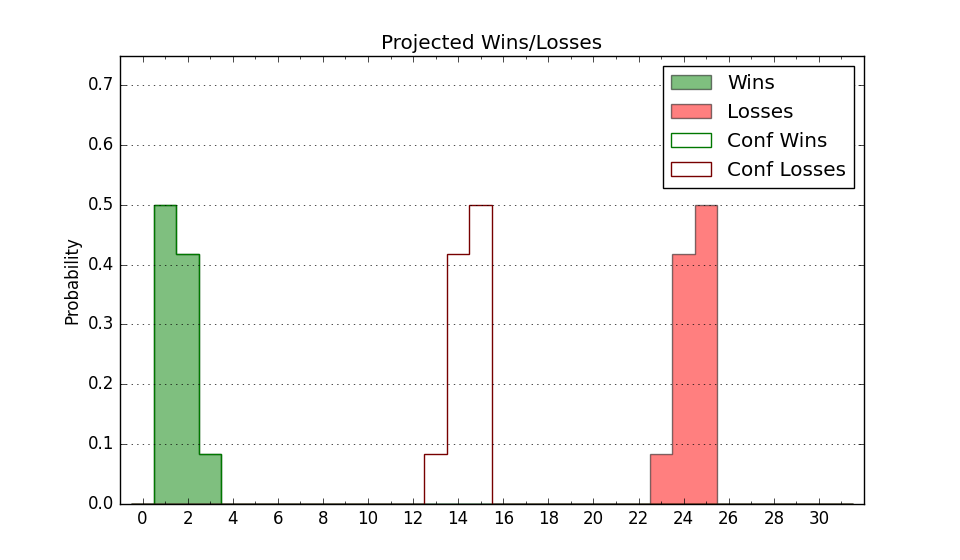 Projected Wins/Losses
Probability
0.7
0.6
0.5
0.4
0.3
0.2
0.1
0.0
Wins
Losses
Conf Wins
Conf Losses
0 2 4 6 8 10 12 14 16 18 20 22 24 26 28 30